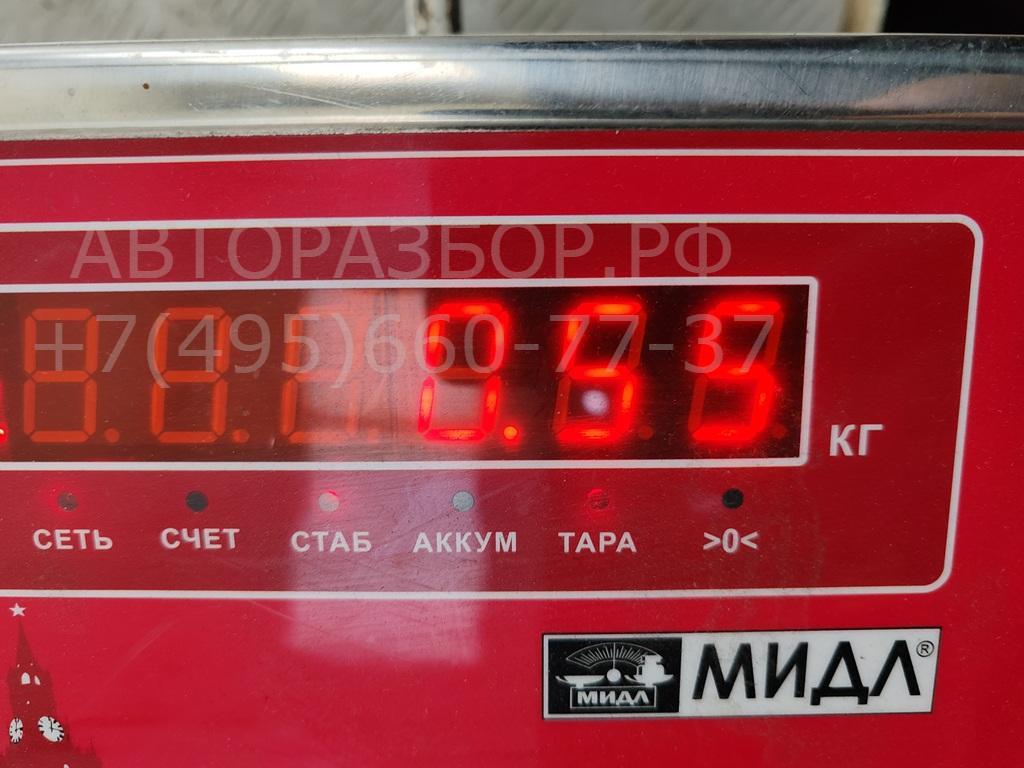 АВТОРАЗБОР.РФ
+7(495)660-77-37
0.55
КГ
СЕТЬ СЧЕТ СТАБ АККУМ ТАРА >0<
МИДЛ МИДЛ®